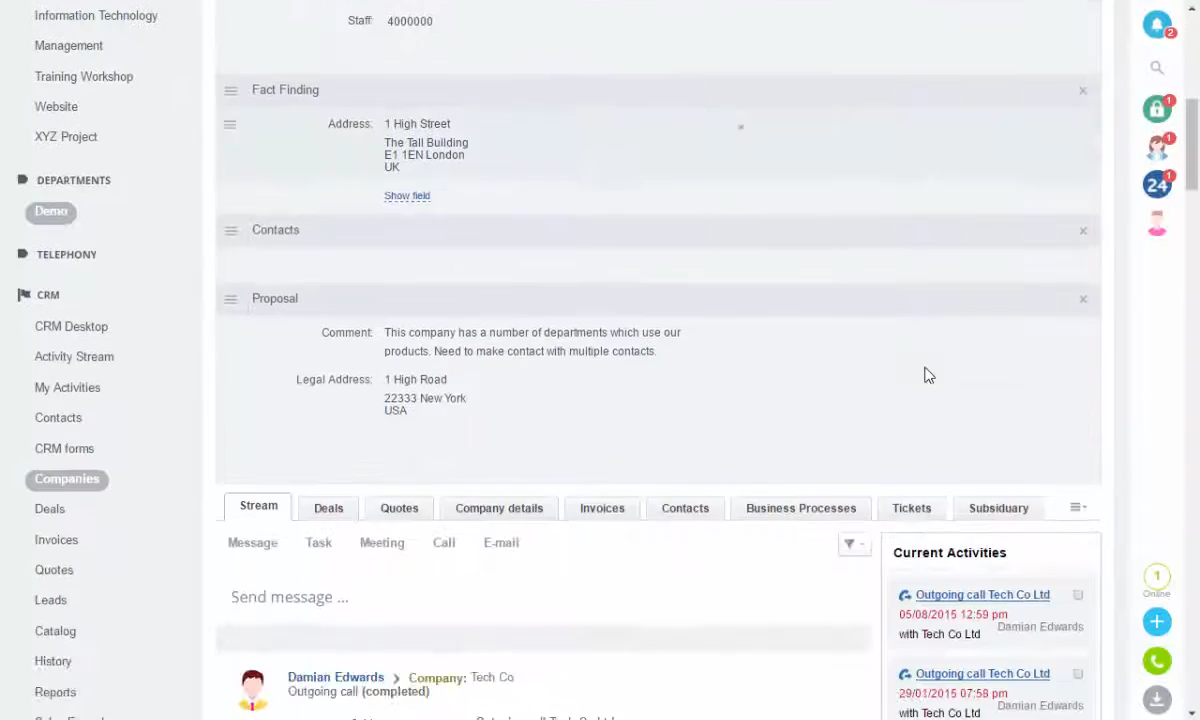 Information Technology
Management
Training Workshop
Website
XYZ Project
DEPARTMENTS
Demo
TELEPHONY
CRM
CRM Desktop
Activity Stream
My Activities
Contacts
CRM forms
Companies
Deals
Invoices
Quotes
Leads
Catalog
History
Reports
Staff: 4000000
Fact Finding
Address: 1 High Street
The Tall Building
E1 1EN London
UK
Show field
Contacts
Proposal
Comment: This company has a number of departments which use our
products. Need to make contact with multiple contacts.
Legal Address: 1 High Road
22333 New York
USA
Stream Deals Quotes Company details Invoices Contacts Business Processes Tickets Subsiduary
Message Task Meeting Call E-mail
Send message ...
Damian Edwards > Company: Tech Co
Outgoing call (completed)
Current Activities
Outgoing call Tech Co Ltd
05/08/2015 12:59 pm
Damian Edwards
with Tech Co Ltd
Outgoing call Tech Co Ltd
29/01/2015 07:58 pm
Damian Edwards
with Tech Co Ltd
2
1
1
24
1
1
Online